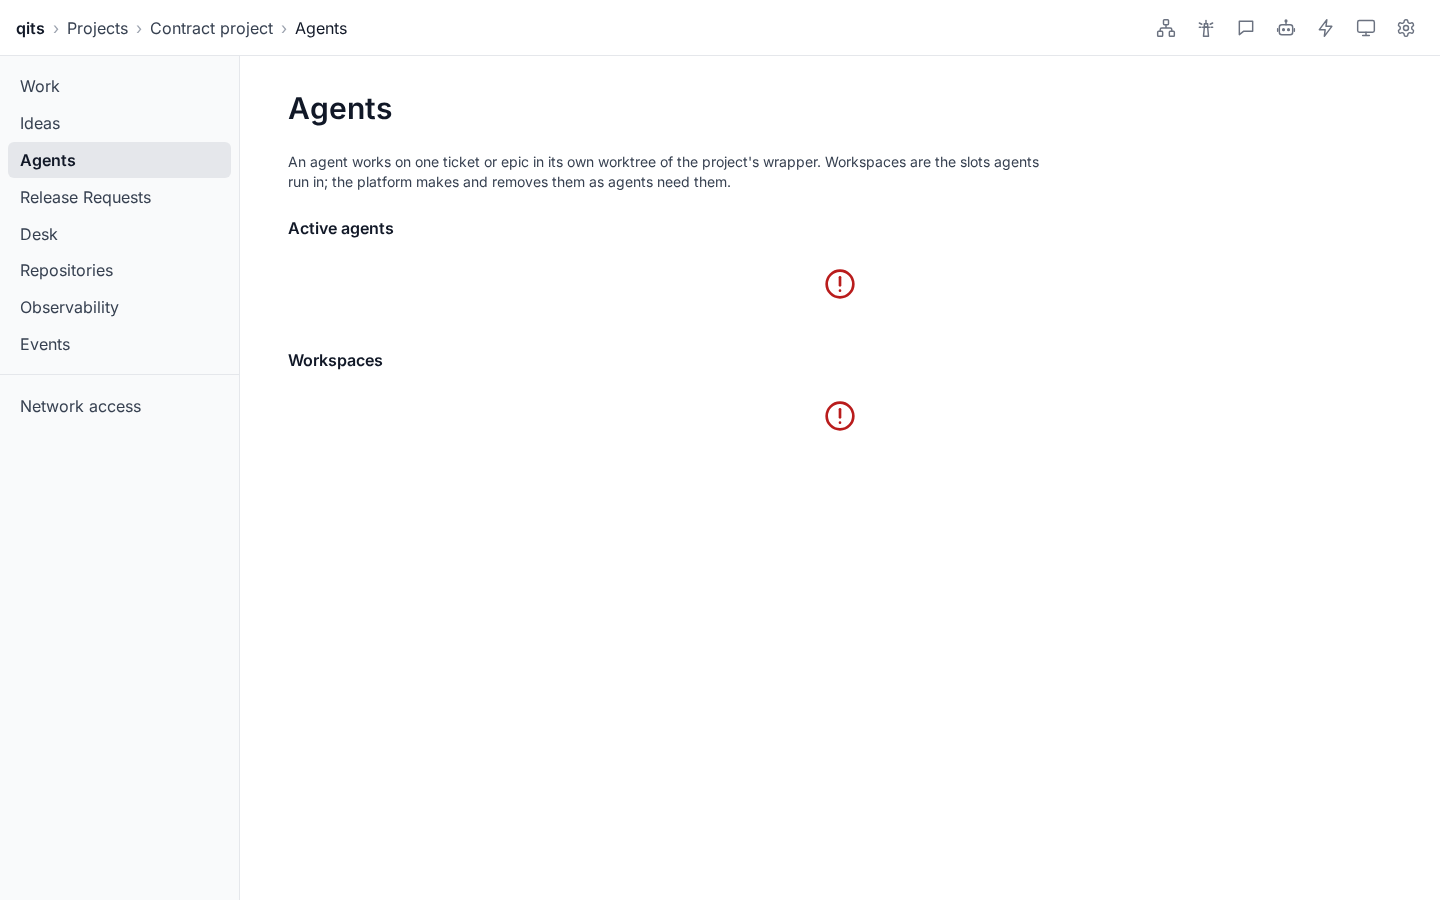 qits › Projects › Contract project › Agents
Work
Ideas
Agents
Release Requests
Desk
Repositories
Observability
Events
Network access
Agents
An agent works on one ticket or epic in its own worktree of the project's wrapper. Workspaces are the slots agents
run in; the platform makes and removes them as agents need them.
Active agents
Workspaces